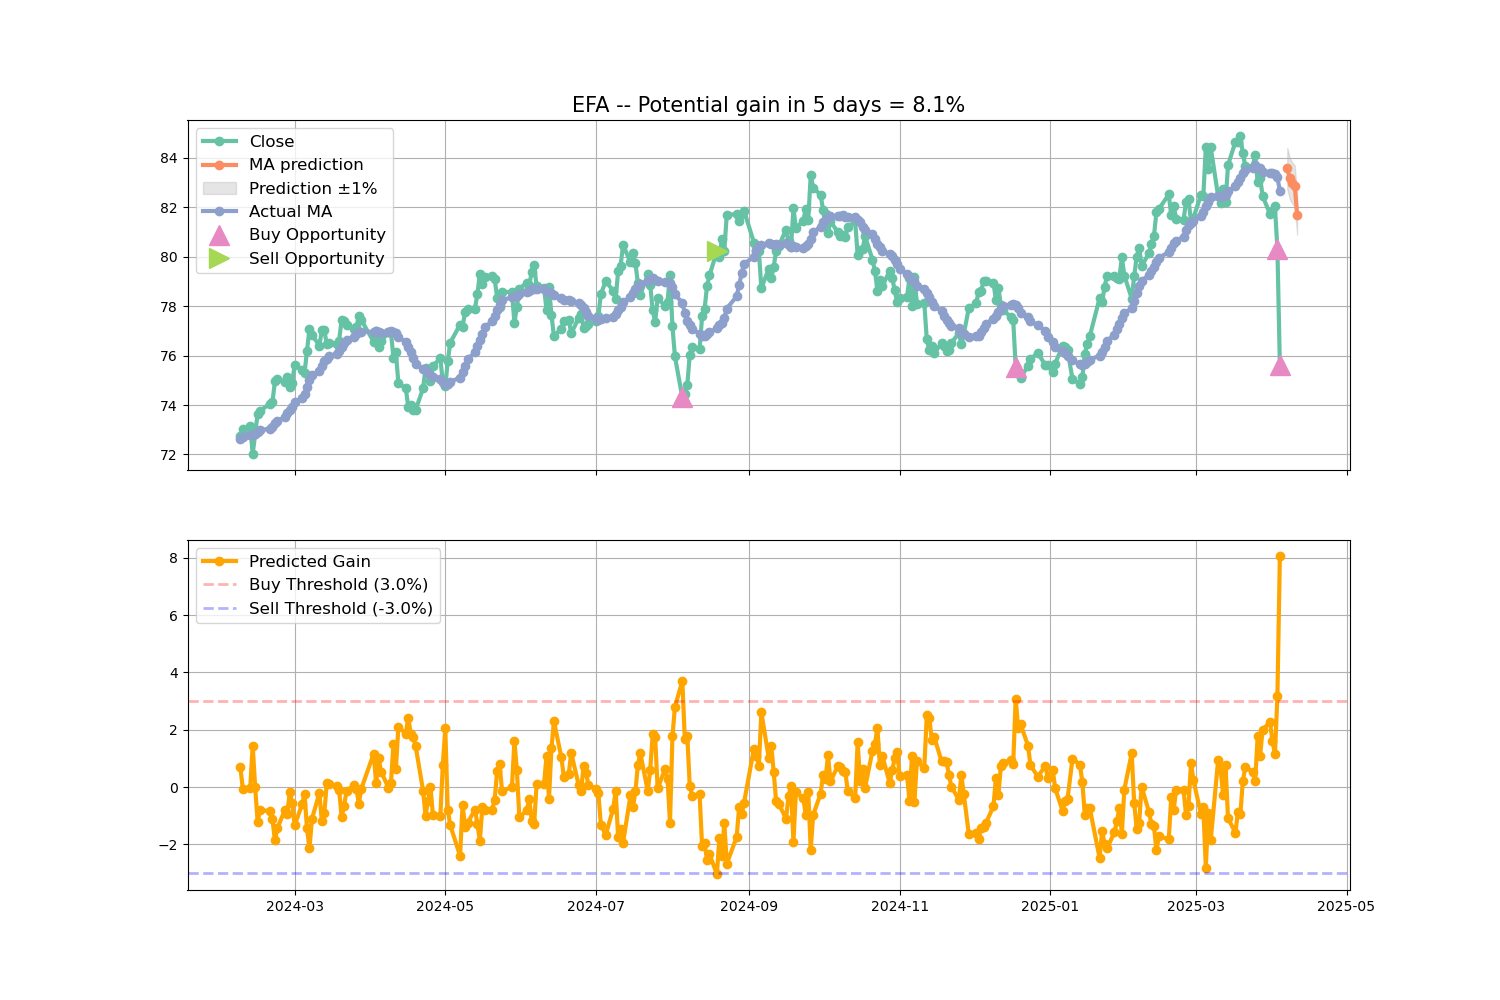 EFA -- Potential gain in 5 days = 8.1%
Close
MA prediction
Prediction ±1%
Actual MA
Buy Opportunity
Sell Opportunity
84
82
80
78
76
74
72
Predicted Gain
Buy Threshold (3.0%)
Sell Threshold (-3.0%)
8
6
4
2
0
−2
2024-03 2024-05 2024-07 2024-09 2024-11 2025-01 2025-03 2025-05